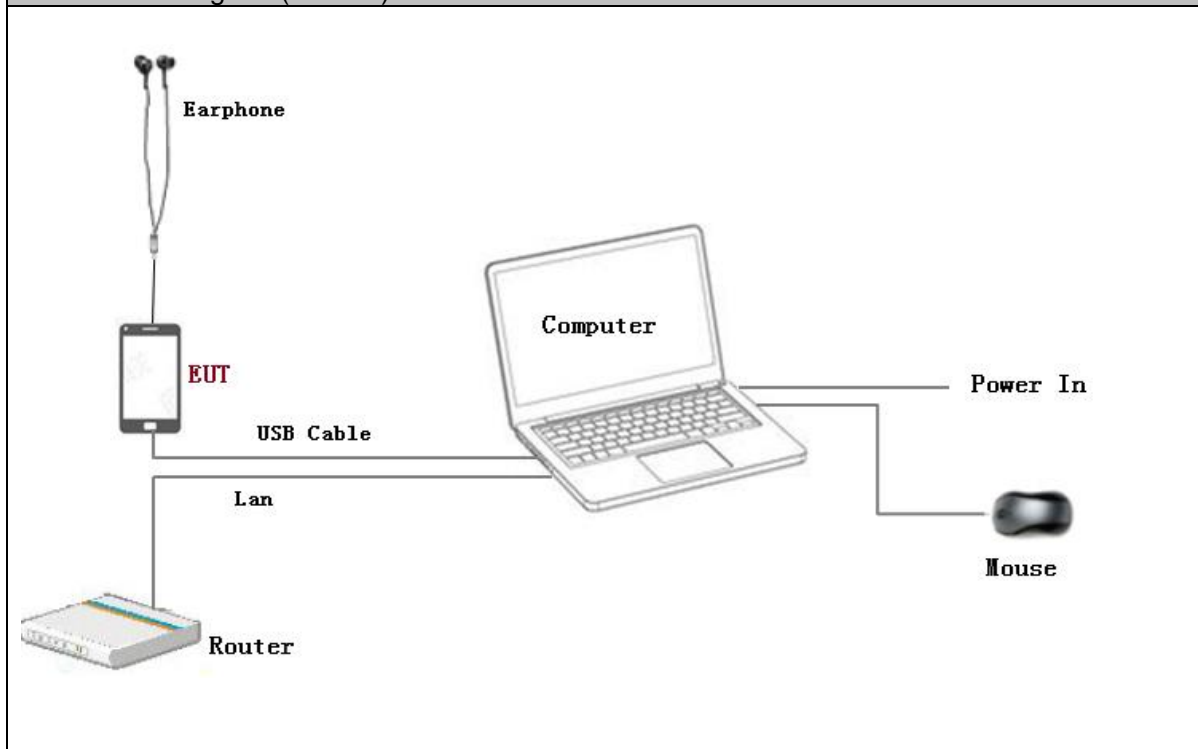 Earphone
Computer
EUT
Power In
USB Cable
Lan
Mouse
Router